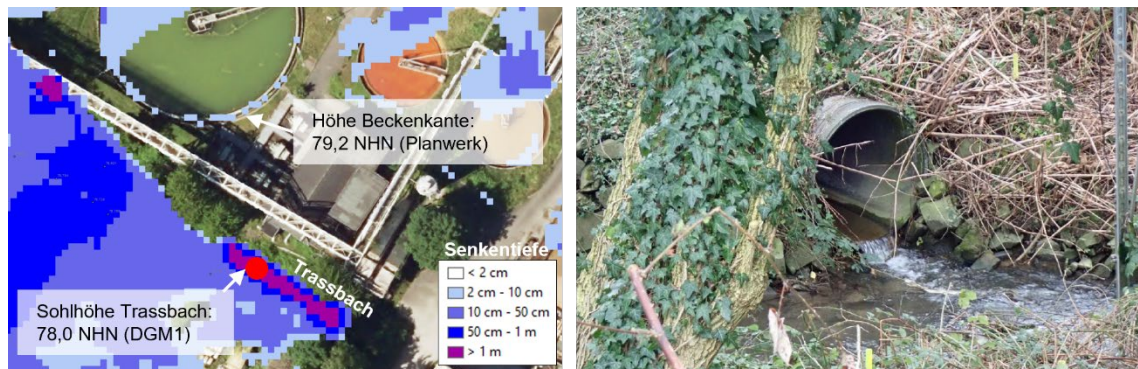 Höhe Beckenkante:
79,2 NHN (Planwerk)
Trassbach
Sohlhöhe Trassbach:
78,0 NHN (DGM1)
Senkentiefe
< 2 cm
2 cm - 10 cm
10 cm - 50 cm
50 cm - 1 m
> 1 m